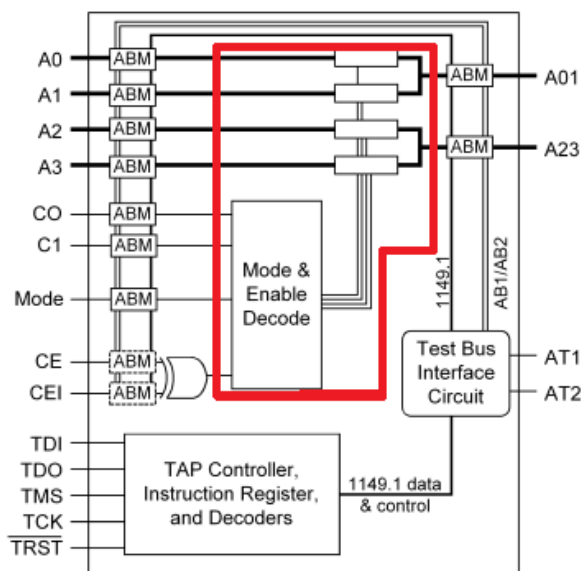 A0
ABM
ABM
A01
A1
ABM
A2
ABM
ABM
A23
A3
ABM
CO
ABM
C1
ABM
Mode
ABM
Mode &
Enable
Decode
1149.1
AB1/AB2
CE
ABM
CEI
ABM
Test Bus
Interface
Circuit
AT1
AT2
TDI
TDO
TMS
TCK
TRST
TAP Controller,
Instruction Register,
and Decoders
1149.1 data
& control